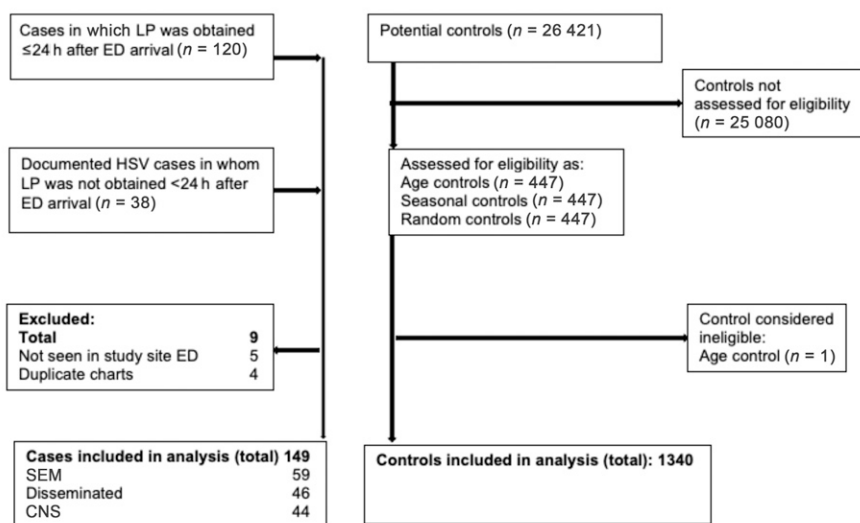 Cases in which LP was obtained
≤24 h after ED arrival (n = 120)
Documented HSV cases in whom
LP was not obtained <24 h after
ED arrival (n = 38)
Excluded:
Total 9
Not seen in study site ED 5
Duplicate charts 4
Cases included in analysis (total) 149
SEM 59
Disseminated 46
CNS 44
Potential controls (n = 26 421)
Controls not
assessed for eligibility
(n = 25 080)
Assessed for eligibility as:
Age controls (n = 447)
Seasonal controls (n = 447)
Random controls (n = 447)
Control considered
ineligible:
Age control (n = 1)
Controls included in analysis (total): 1340